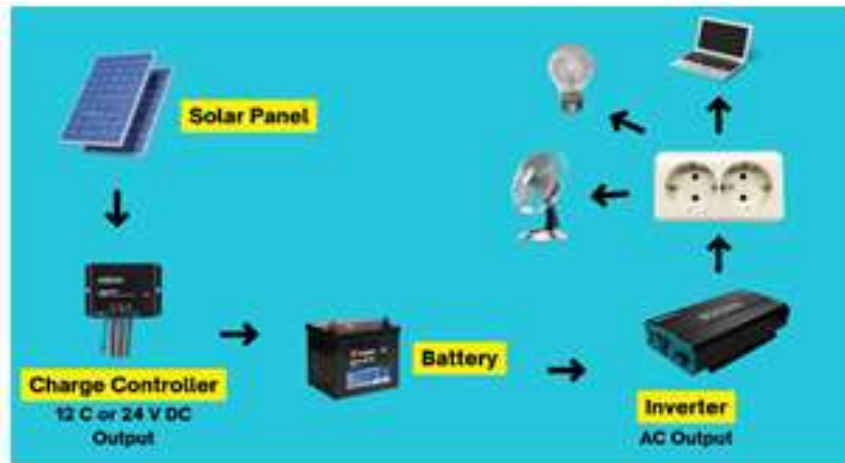 Solar Panel
Charge Controller
12 C or 24 V DC
Output
Battery
Inverter
AC Output